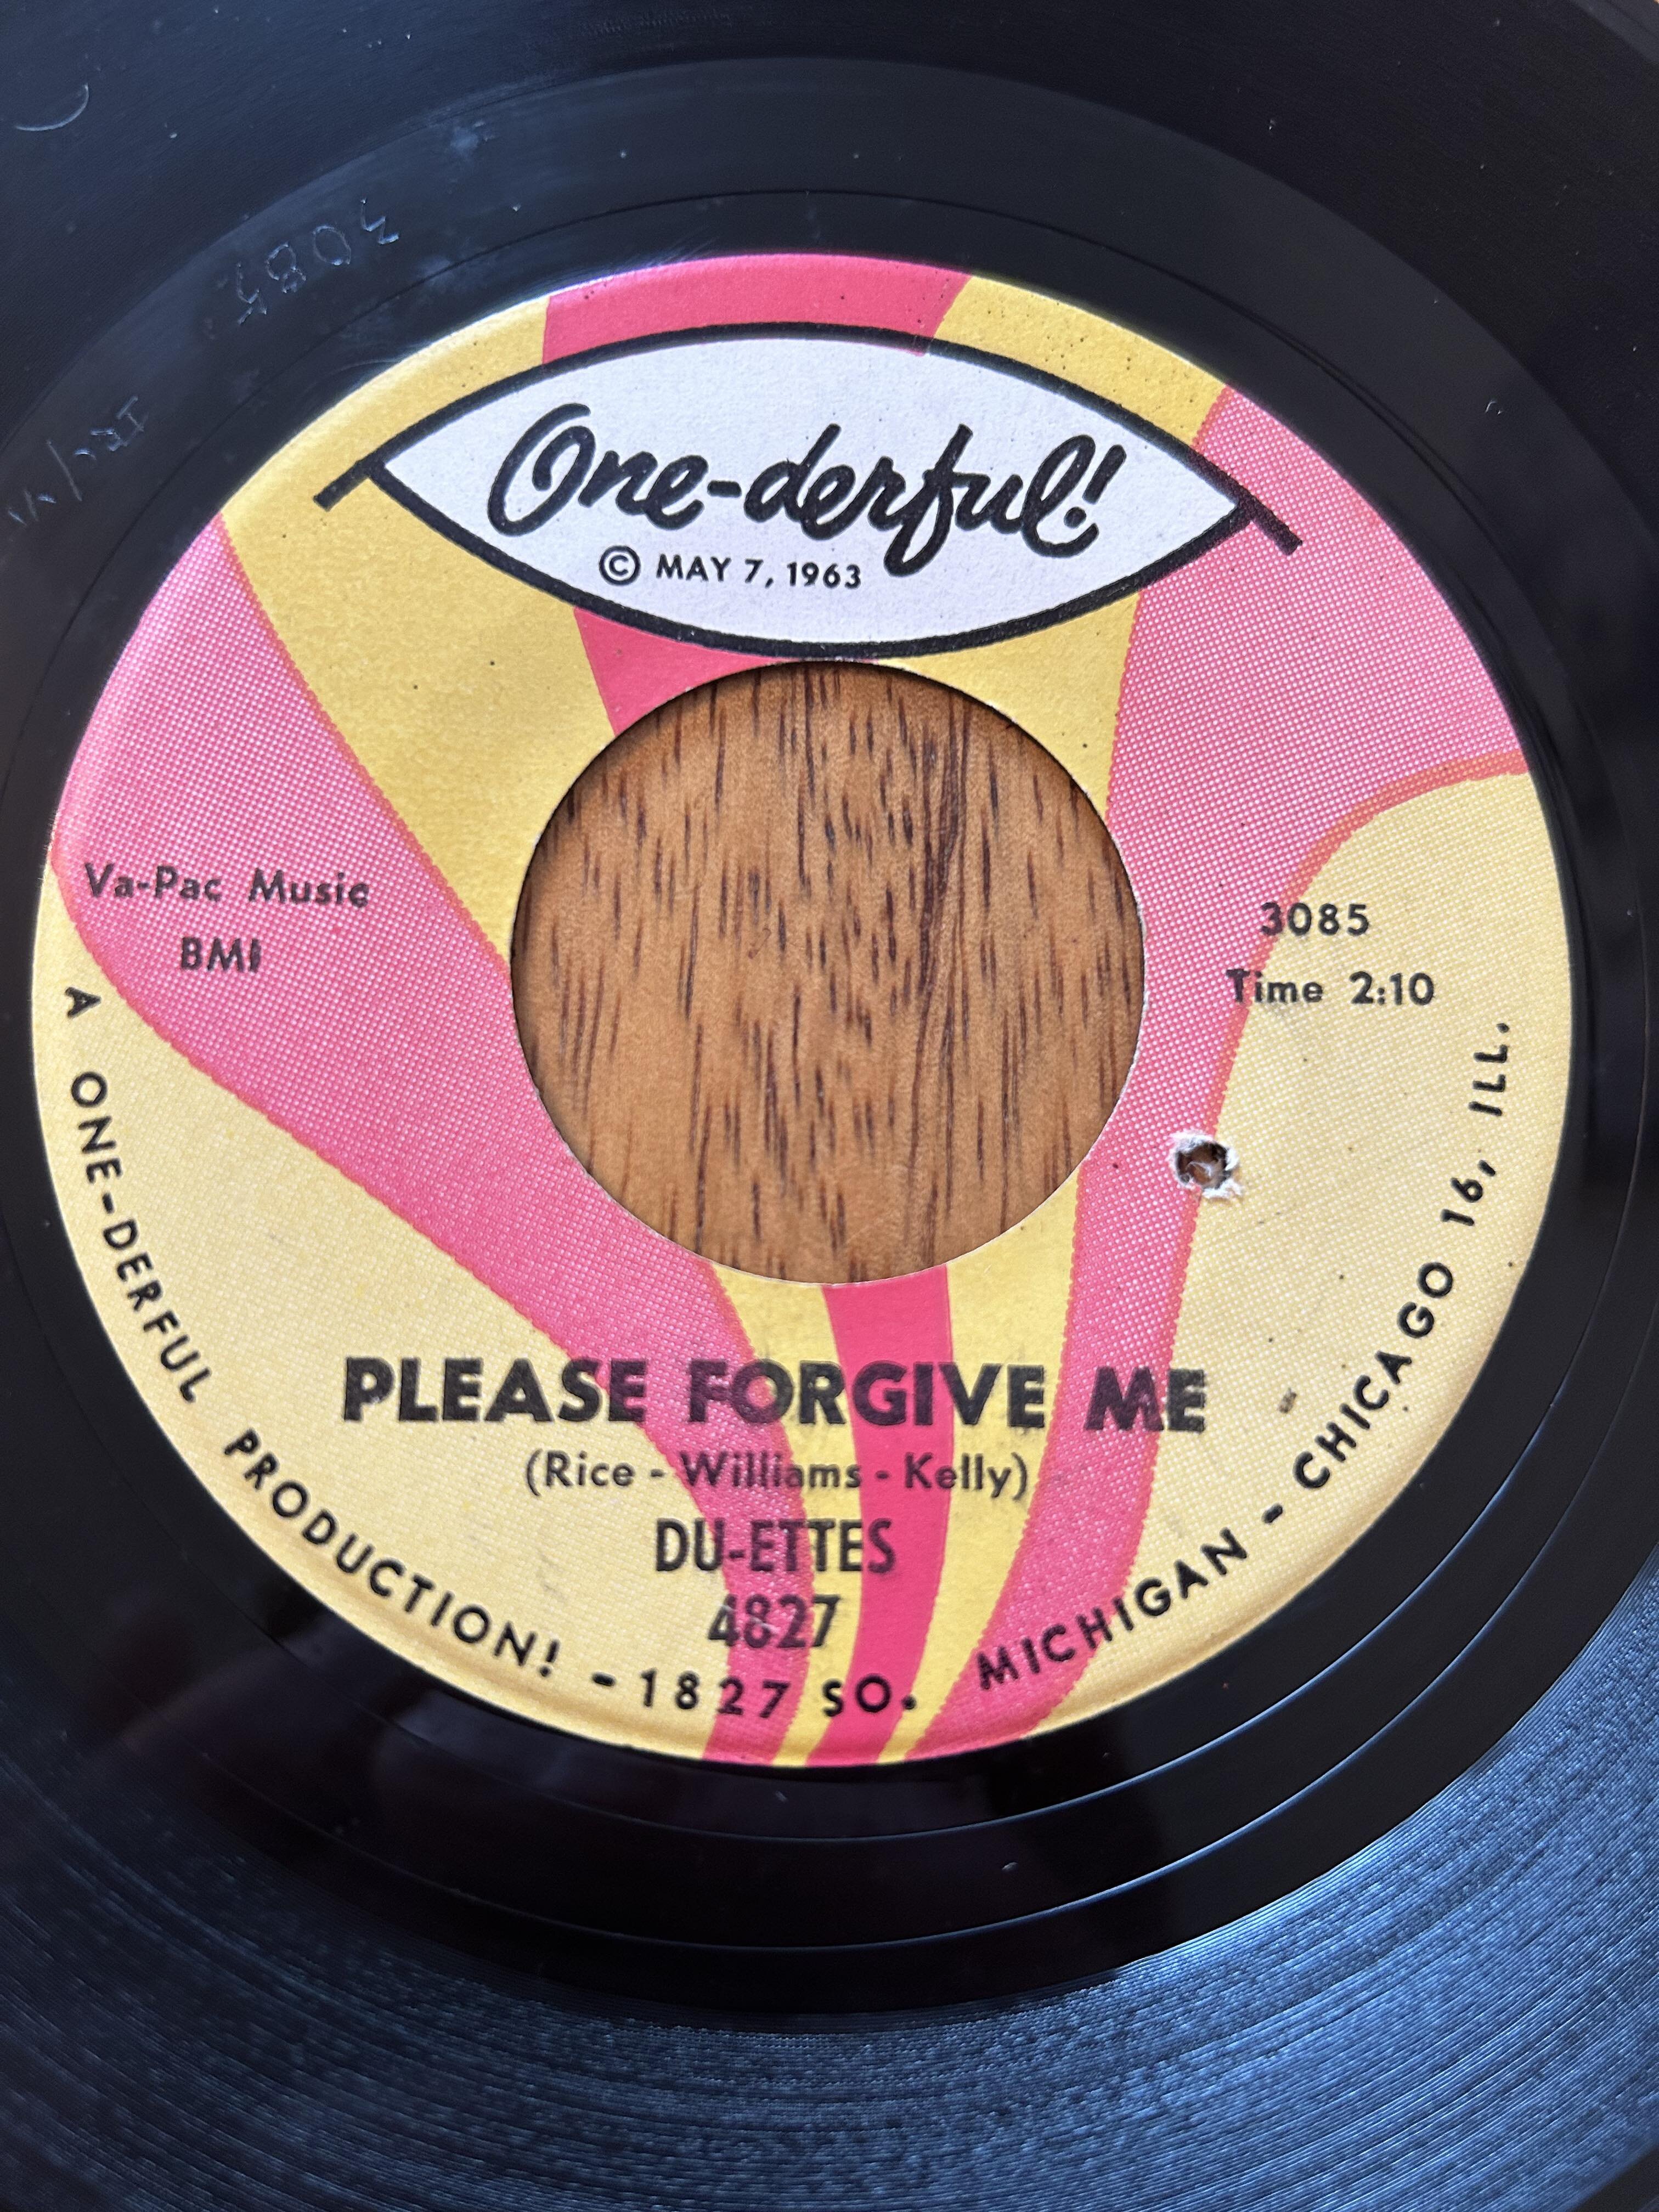 3085
One-derful!
© MAY 7, 1963
Va-Pac Music
BMI
3085
Time 2:10
PLEASE FORGIVE ME
(Rice - Williams - Kelly)
DU-ETTES
4827
A ONE-DERFUL PRODUCTION! - 1827 SO. MICHIGAN - CHICAGO 16, ILL.